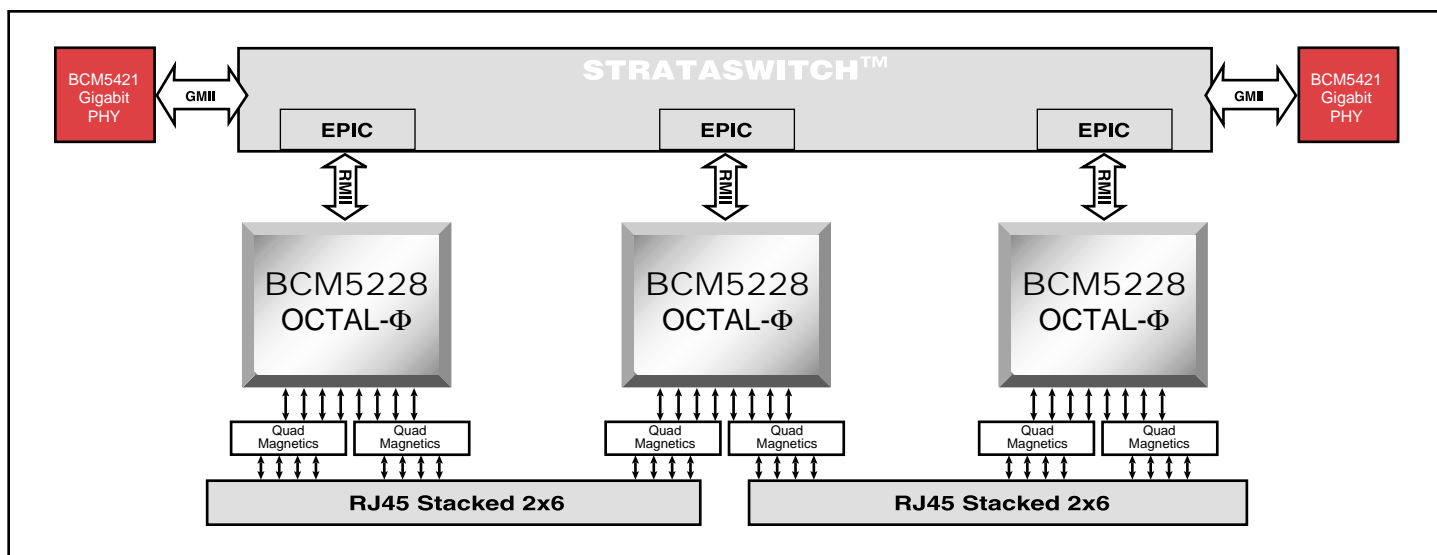 STRATASWITCH™
BCM5421
Gigabit
PHY
GMII
GMII
BCM5421
Gigabit
PHY
EPIC
EPIC
EPIC
RMII
RMII
RMII
BCM5228
OCTAL-Φ
BCM5228
OCTAL-Φ
BCM5228
OCTAL-Φ
Quad
Magnetics
Quad
Magnetics
Quad
Magnetics
Quad
Magnetics
Quad
Magnetics
Quad
Magnetics
RJ45 Stacked 2x6
RJ45 Stacked 2x6